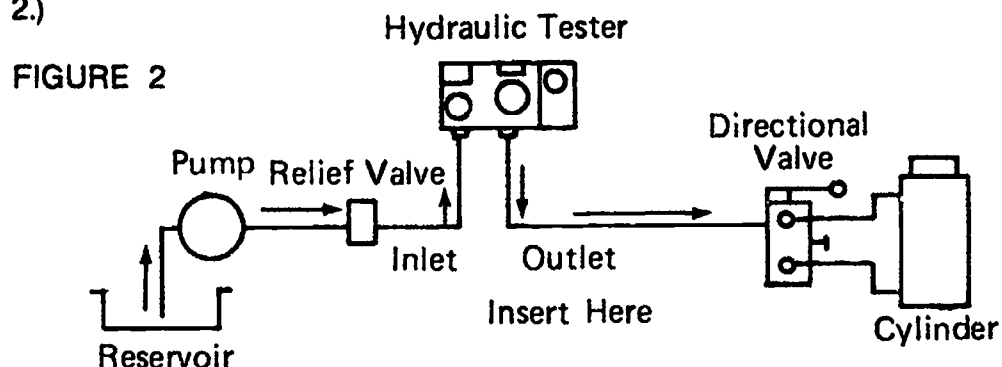 2.)
Hydraulic Tester
FIGURE 2
Directional
Valve
Pump
Relief Valve
Inlet
Outlet
Insert Here
Cylinder
Reservoir